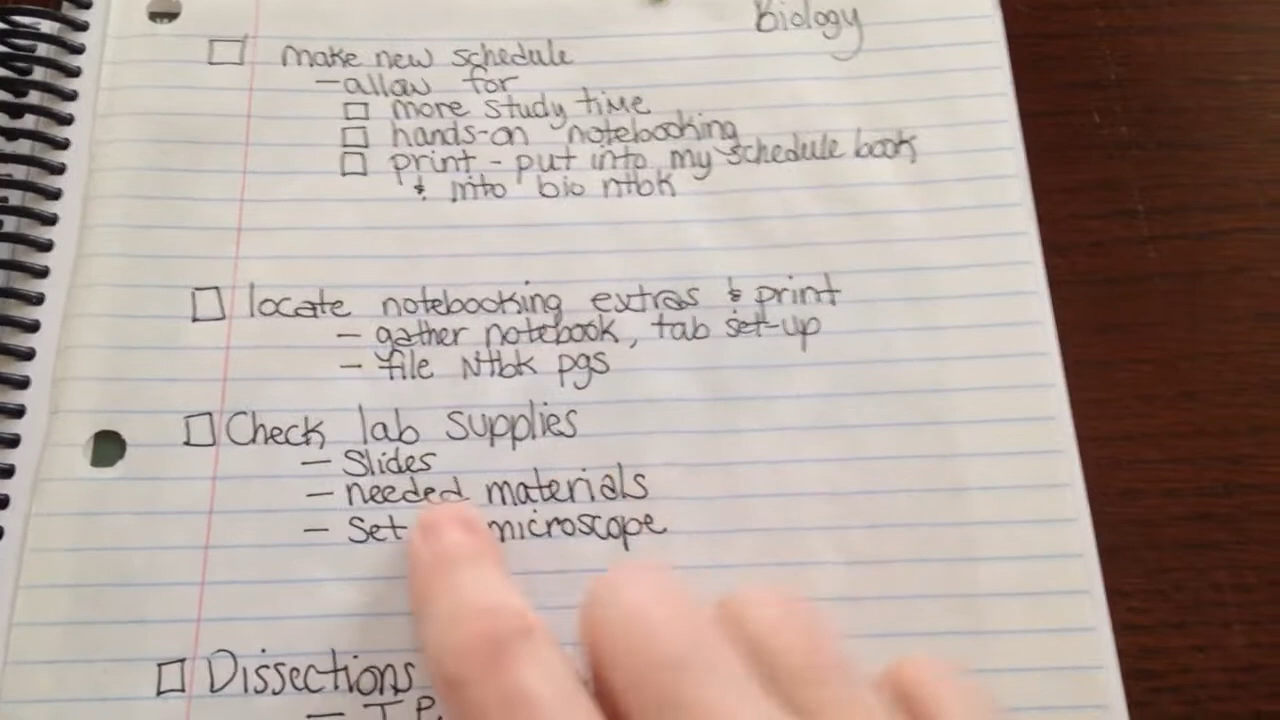 Biology
☐ make new schedule
- allow for
☐ more study time
☐ hands-on notebooking
☐ print - put into my schedule book
& into bio ntbk
☐ locate notebooking extras & print
- gather notebook, tab set-up
- file Ntbk pgs
☐ Check lab supplies
- Slides
- needed materials
- Set microscope
☐ Dissections